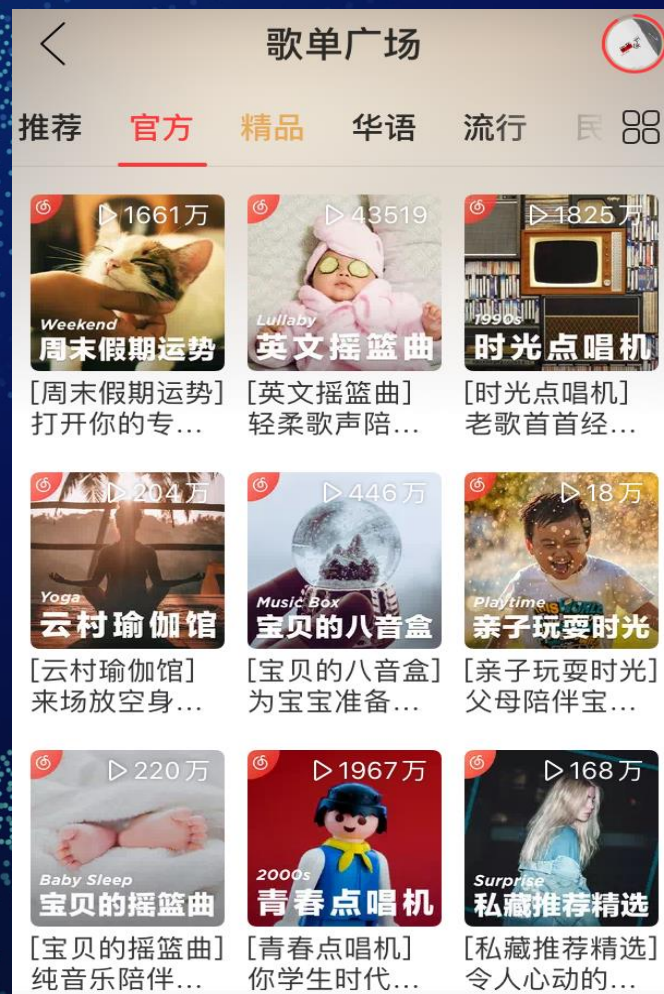 歌单广场
推荐 官方 精品 华语 流行 民
1661万
Weekend
周末假期运势
[周末假期运势]
打开你的专...
43519
Lullaby
英文摇篮曲
[英文摇篮曲]
轻柔歌声陪...
1825万
1990s
时光点唱机
[时光点唱机]
老歌首首经...
204万
Yoga
云村瑜伽馆
[云村瑜伽馆]
来场放空身...
446万
Music Box
宝贝的八音盒
[宝贝的八音盒]
为宝宝准备...
18万
Playtime
亲子玩耍时光
[亲子玩耍时光]
父母陪伴宝...
220万
Baby Sleep
宝贝的摇篮曲
[宝贝的摇篮曲]
纯音乐陪伴...
1967万
2000s
青春点唱机
[青春点唱机]
你学生时代...
168万
Surprise
私藏推荐精选
[私藏推荐精选]
令人心动的...